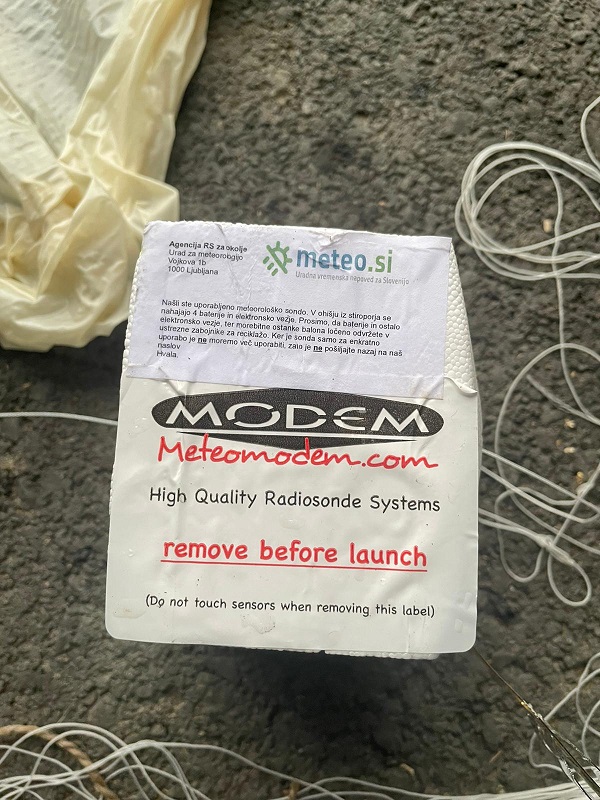 Agencija RS za okolje
Urad za meteorologijo
Vojkova 1b
1000 Ljubljana
meteo.si
Uradna vremenska napoved za Slovenijo
Našli ste uporabljeno meteorološko sondo. V ohišju iz stiroporja se
nahajajo 4 baterije in elektronsko vezje. Prosimo, da baterije in ostalo
elektronsko vezje, ter morebitne ostanke balona ločeno odvržete v
ustrezne zabojnike za reciklažo. Ker je sonda samo za enkratno
uporabo je ne moremo več uporabiti, zato je ne pošiljajte nazaj na naš
naslov
Hvala.
MODEM
Meteomodem.com
High Quality Radiosonde Systems
remove before launch
(Do not touch sensors when removing this label)